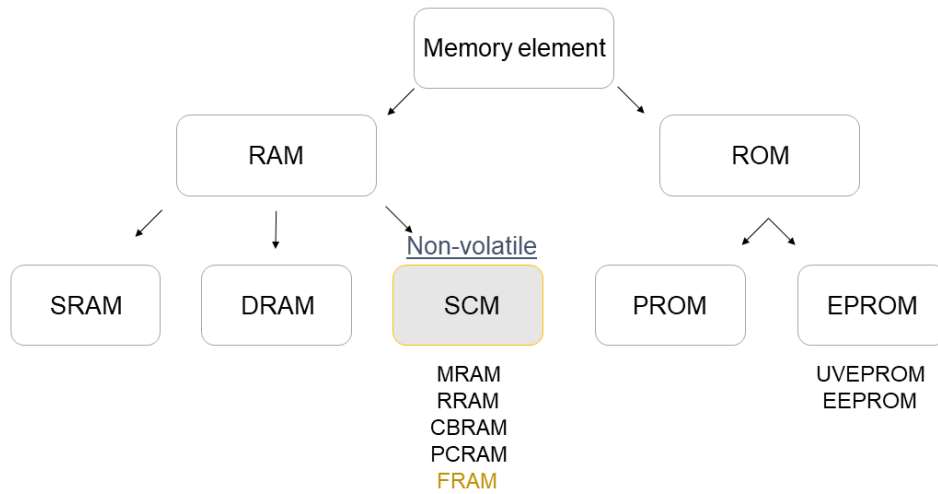 Memory element
RAM
ROM
Non-volatile
SRAM
DRAM
SCM
PROM
EPROM
MRAM
RRAM
CBRAM
PCRAM
FRAM
UVEPROM
EEPROM